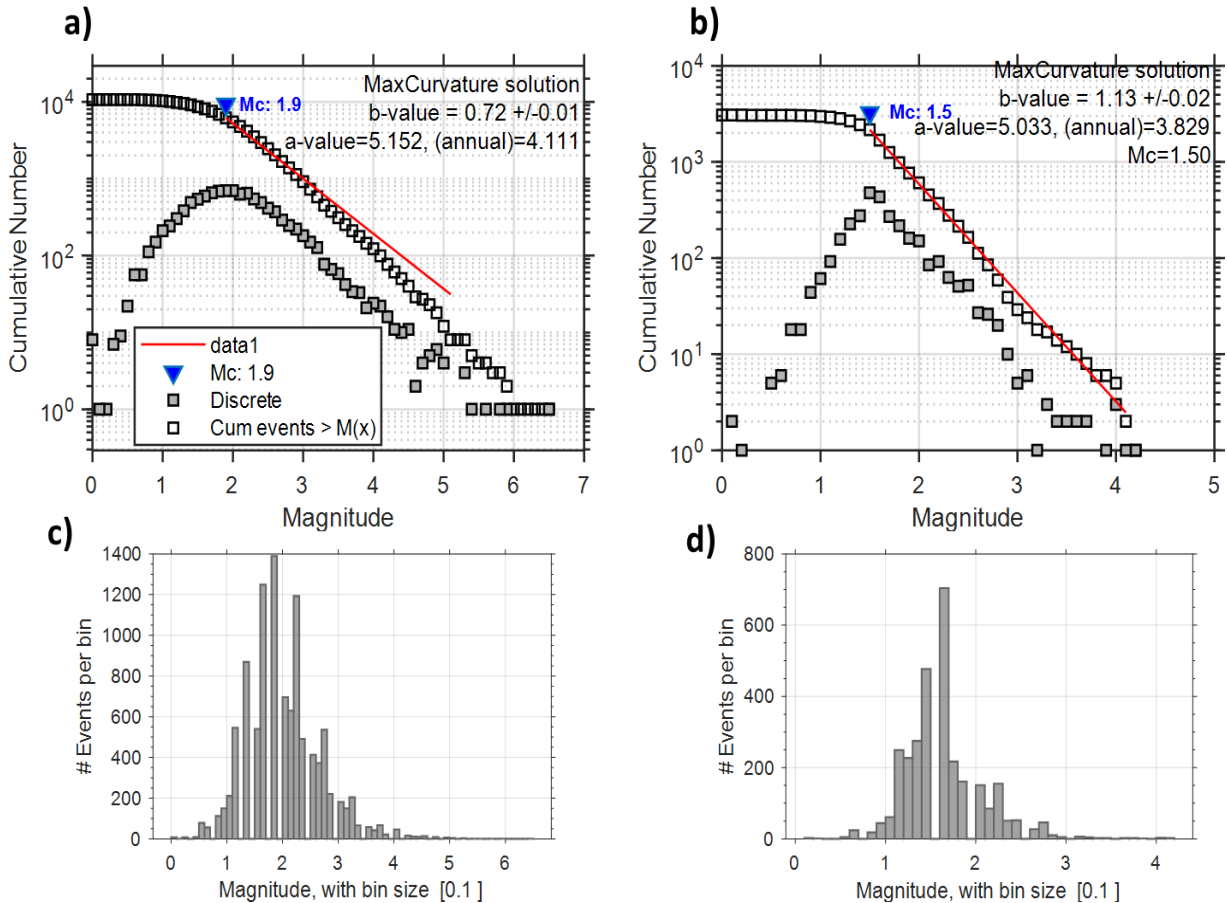 a)
MaxCurvature solution
b-value = 0.72 +/-0.01
a-value=5.152, (annual)=4.111
Mc: 1.9
Cumulative Number
10^4
10^3
10^2
10^1
10^0
data1
Mc: 1.9
Discrete
Cum events > M(x)
0 1 2 3 4 5 6 7
Magnitude
b)
MaxCurvature solution
b-value = 1.13 +/-0.02
a-value=5.033, (annual)=3.829
Mc=1.50
Mc: 1.5
Cumulative Number
10^4
10^3
10^2
10^1
10^0
0 1 2 3 4 5
Magnitude
c)
# Events per bin
1400
1200
1000
800
600
400
200
0
0 1 2 3 4 5 6
Magnitude, with bin size [0.1 ]
d)
# Events per bin
800
600
400
200
0
0 1 2 3 4
Magnitude, with bin size [0.1 ]